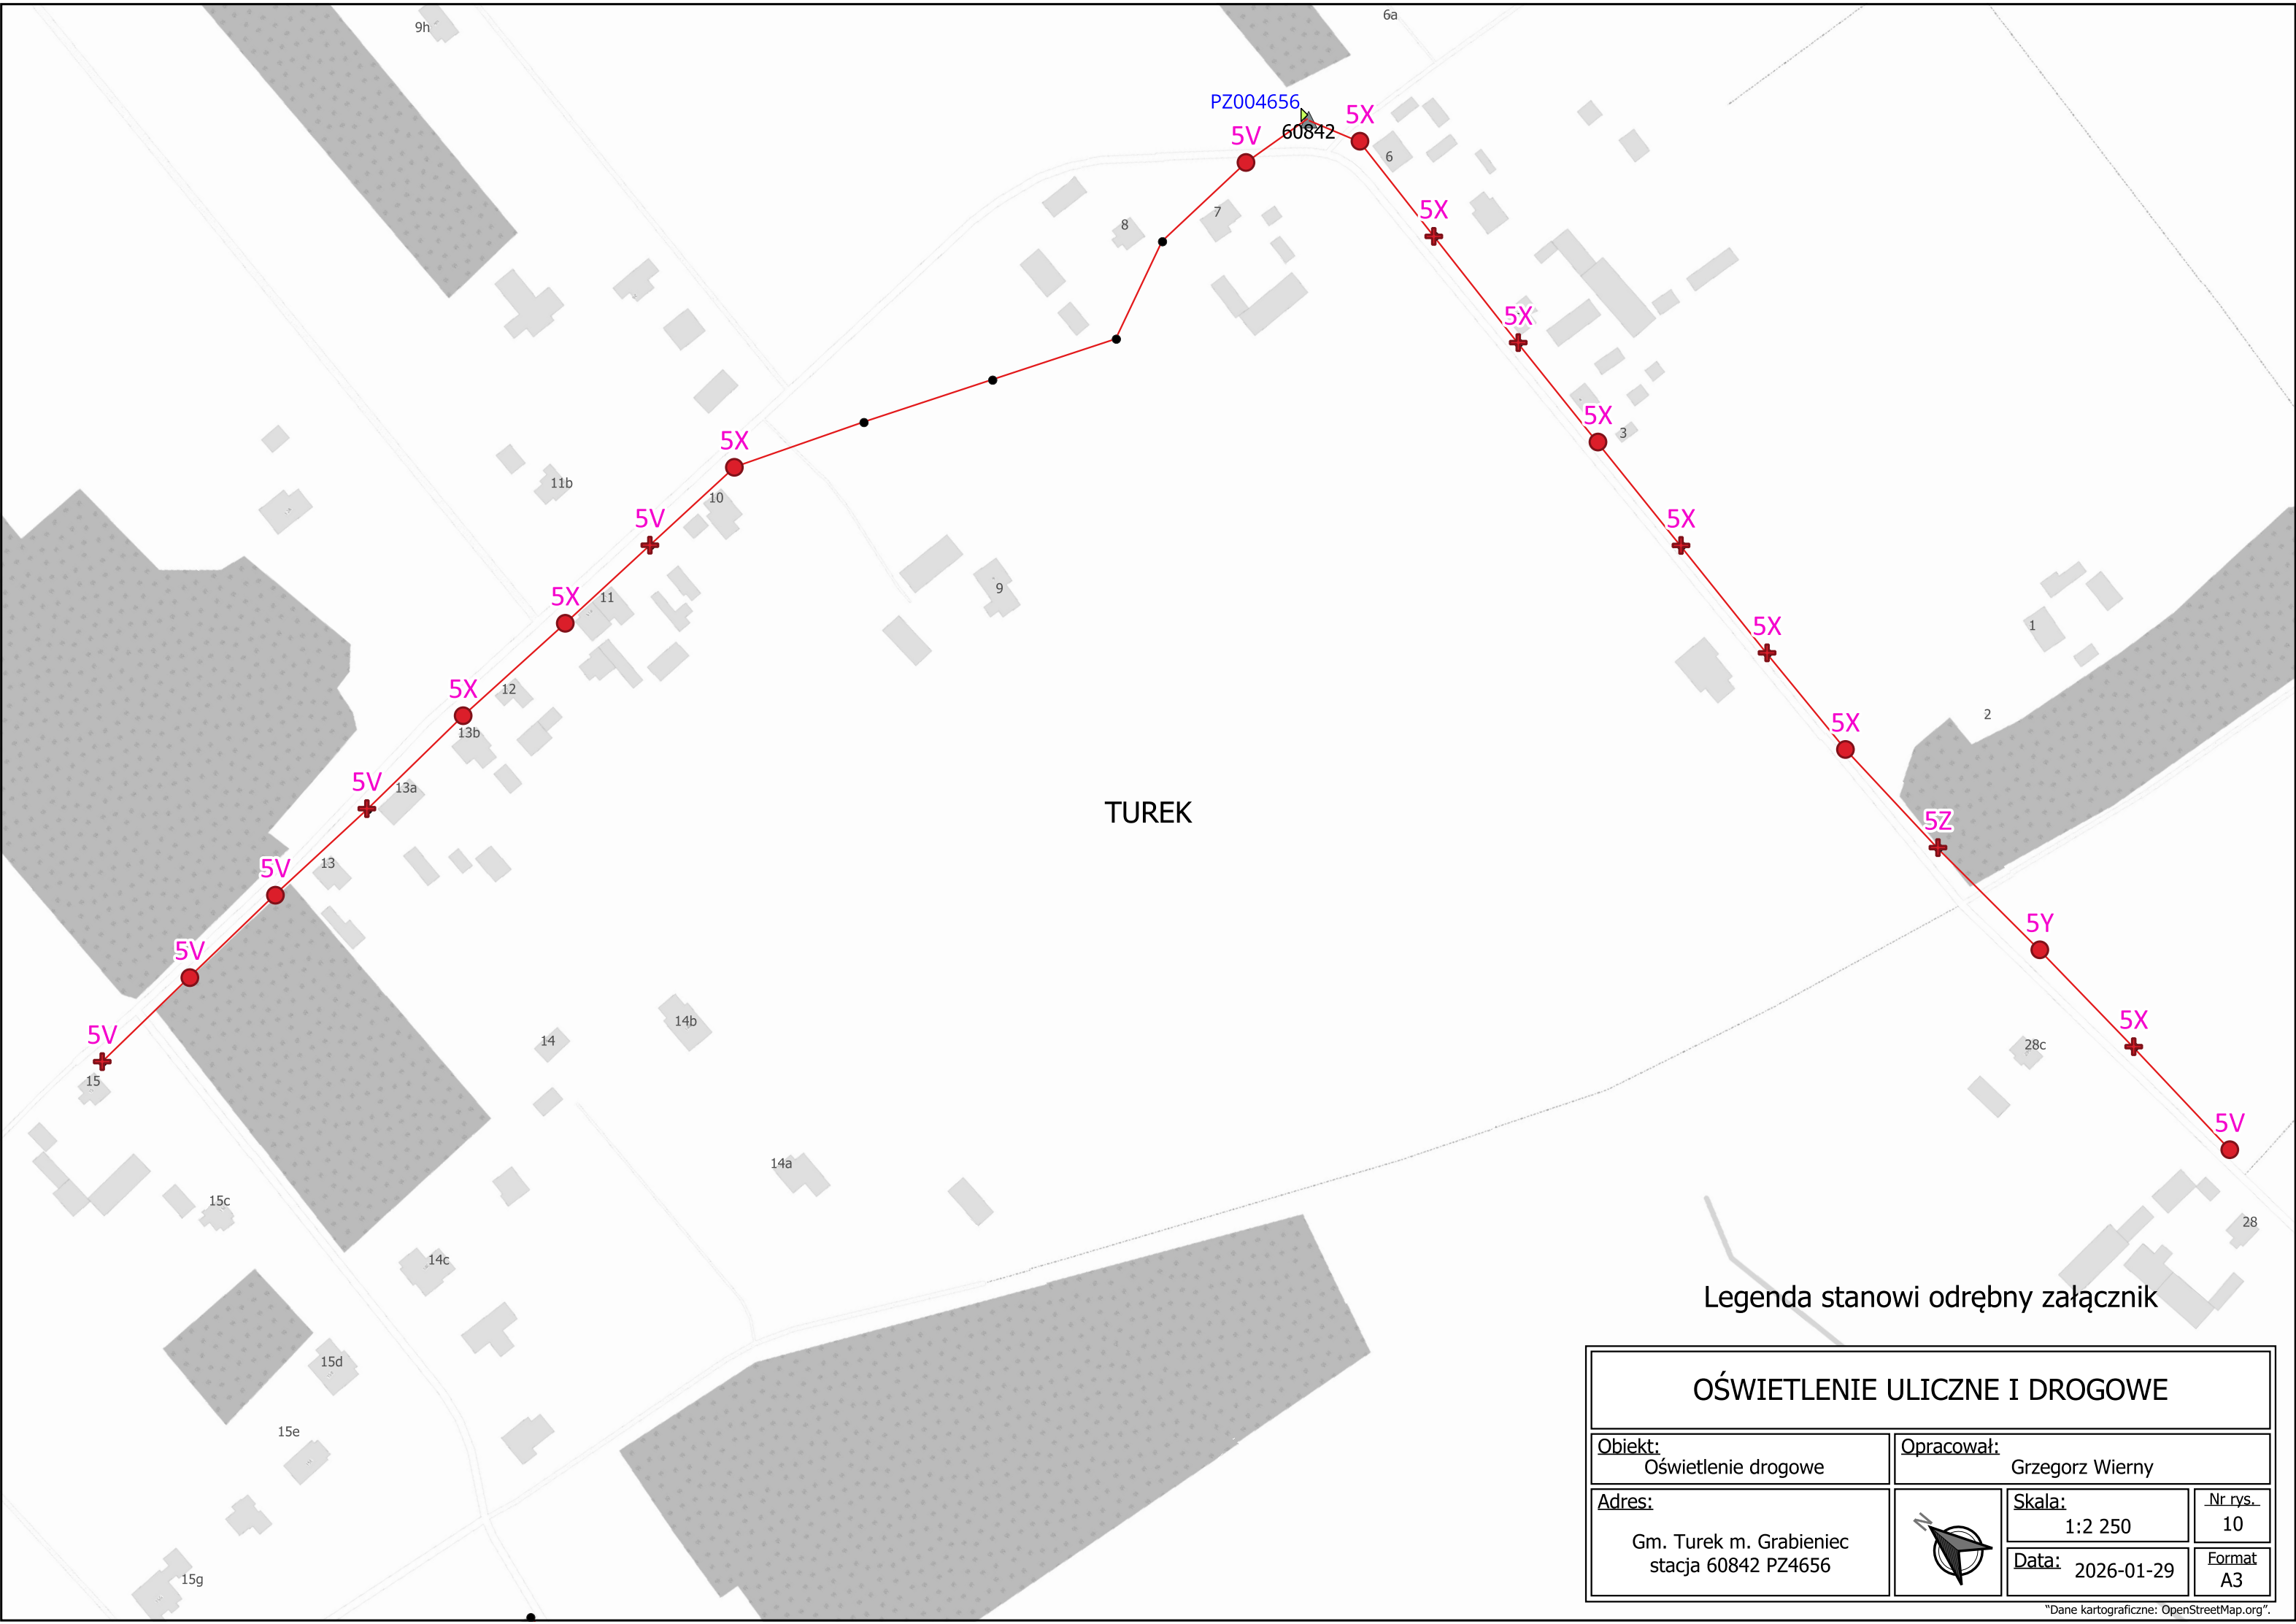 9h
6a
PZ004656
60842
5X
5V
6
5X
8
7
5X
5X
3
5X
11b
10
5V
5X
5X
11
9
1
5X
5X
12
13b
2
5X
5V
13a
TUREK
5Z
13
5V
5V
5Y
14b
14
5X
28c
5V
15
5V
14a
15c
28
14c
15d
15e
15g
Legenda stanowi odrębny załącznik
OŚWIETLENIE ULICZNE I DROGOWE
Obiekt:
Oświetlenie drogowe
Opracował:
Grzegorz Wierny
Adres:
Gm. Turek m. Grabieniec
stacja 60842 PZ4656
N
Skala:
1:2 250
Nr rys.
10
Data: 2026-01-29
Format
A3
"Dane kartograficzne: OpenStreetMap.org".